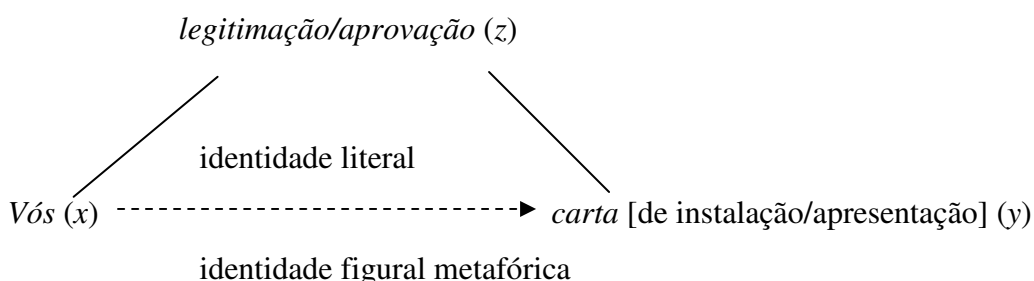 legitimação/aprovação (z)
identidade literal
Vós (x) carta [de instalação/apresentação] (y)
identidade figural metafórica